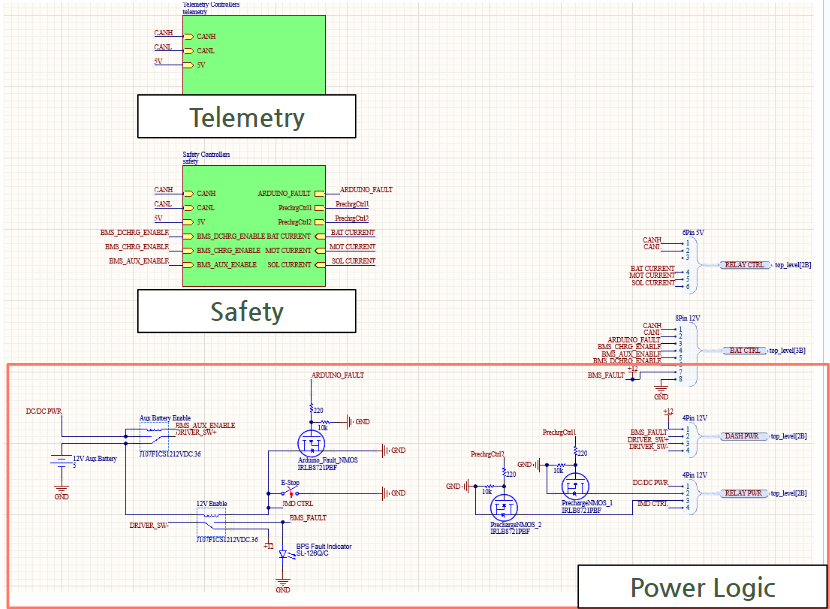 Telemetry Controllers
telemetry
CANH
CANH
CANL
CANL
5V
5V
Telemetry
Safety Controllers
safety
CANH
CANH
ARDUINO_FAULT
ARDUINO_FAULT
CANL
CANL
PrechrgCtrl1
PrechrgCtrl1
5V
5V
PrechrgCtrl2
PrechrgCtrl2
BMS_DCHRG_ENABLE
BMS_DCHRG_ENABLE
BAT CURRENT
BAT CURRENT
BMS_CHRG_ENABLE
BMS_CHRG_ENABLE
MOT CURRENT
MOT CURRENT
BMS_AUX_ENABLE
BMS_AUX_ENABLE
SOL CURRENT
SOL CURRENT
Safety
6Pin 5V
CANH
1
CANL
2
3
BAT CURRENT
4
MOT CURRENT
5
SOL CURRENT
6
RELAY CTRL
top_level[2B]
8Pin 12V
CANH
1
CANL
2
ARDUINO_FAULT
3
BMS_CHRG_ENABLE
4
BMS_AUX_ENABLE
5
BMS_DCHRG_ENABLE
+12
BMS_FAULT
7
8
GND
BAT CTRL
top_level[3B]
ARDUINO_FAULT
220
10k
GND
GND
Arduino_Fault_NMOS
IRLB8721PBF
DC/DC PWR
Aux Battery Enable
BMS_AUX_ENABLE
DRIVER_SW+
J107F1CS1212VDC.36
12V Aux Battery
GND
E-Stop
GND
IMD CTRL
12V Enable
BMS_FAULT
DRIVER_SW-
J107F1CS1212VDC.36
+12
BPS Fault Indicator
SL-126Q/C
GND
PrechrgCtrl2
220
10k
GND
PrechargeNMOS_2
IRLB8721PBF
PrechrgCtrl1
220
10k
GND
PrechargeNMOS_1
IRLB8721PBF
+12
4Pin 12V
1
BMS_FAULT
2
DRIVER_SW+
3
DRIVER_SW-
4
DASH PWR
top_level[2B]
4Pin 12V
DC/DC PWR
1
2
3
IMD CTRL
4
RELAY PWR
top_level[2B]
Power Logic